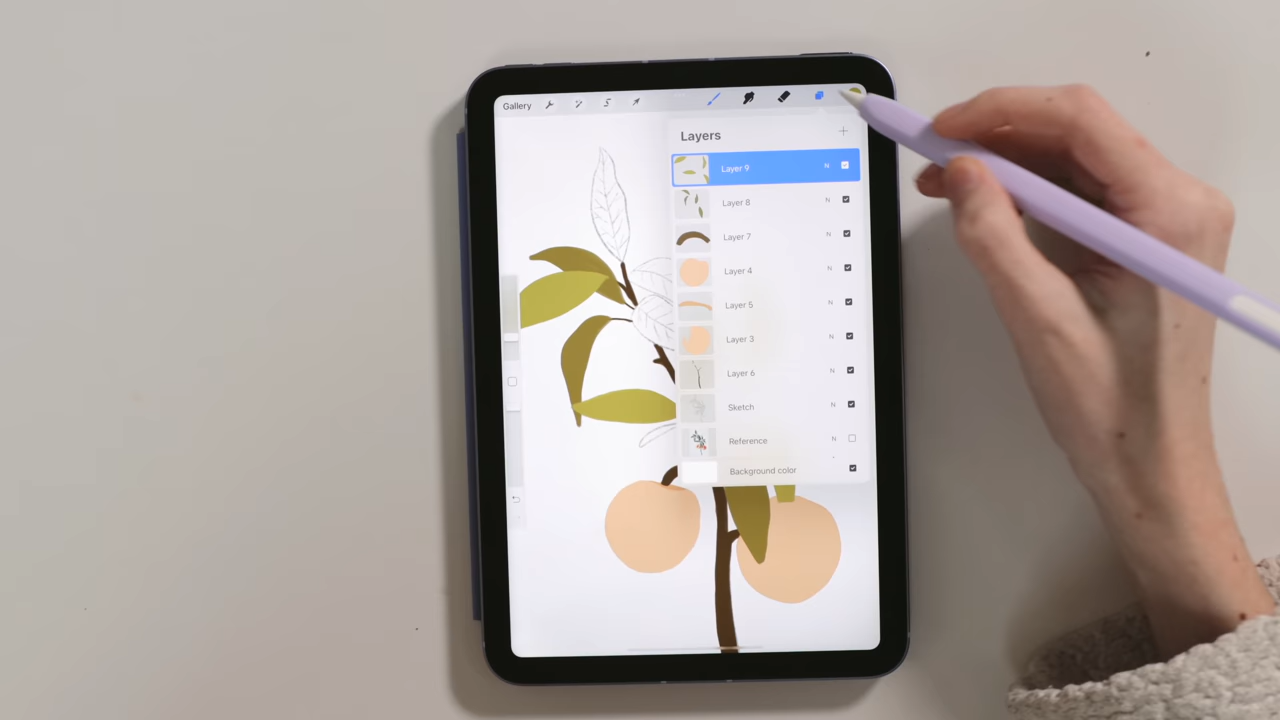 Gallery
Layers
Layer 9 N
Layer 8 N
Layer 7 N
Layer 4 N
Layer 5 N
Layer 3 N
Layer 6 N
Sketch N
Reference N
Background color